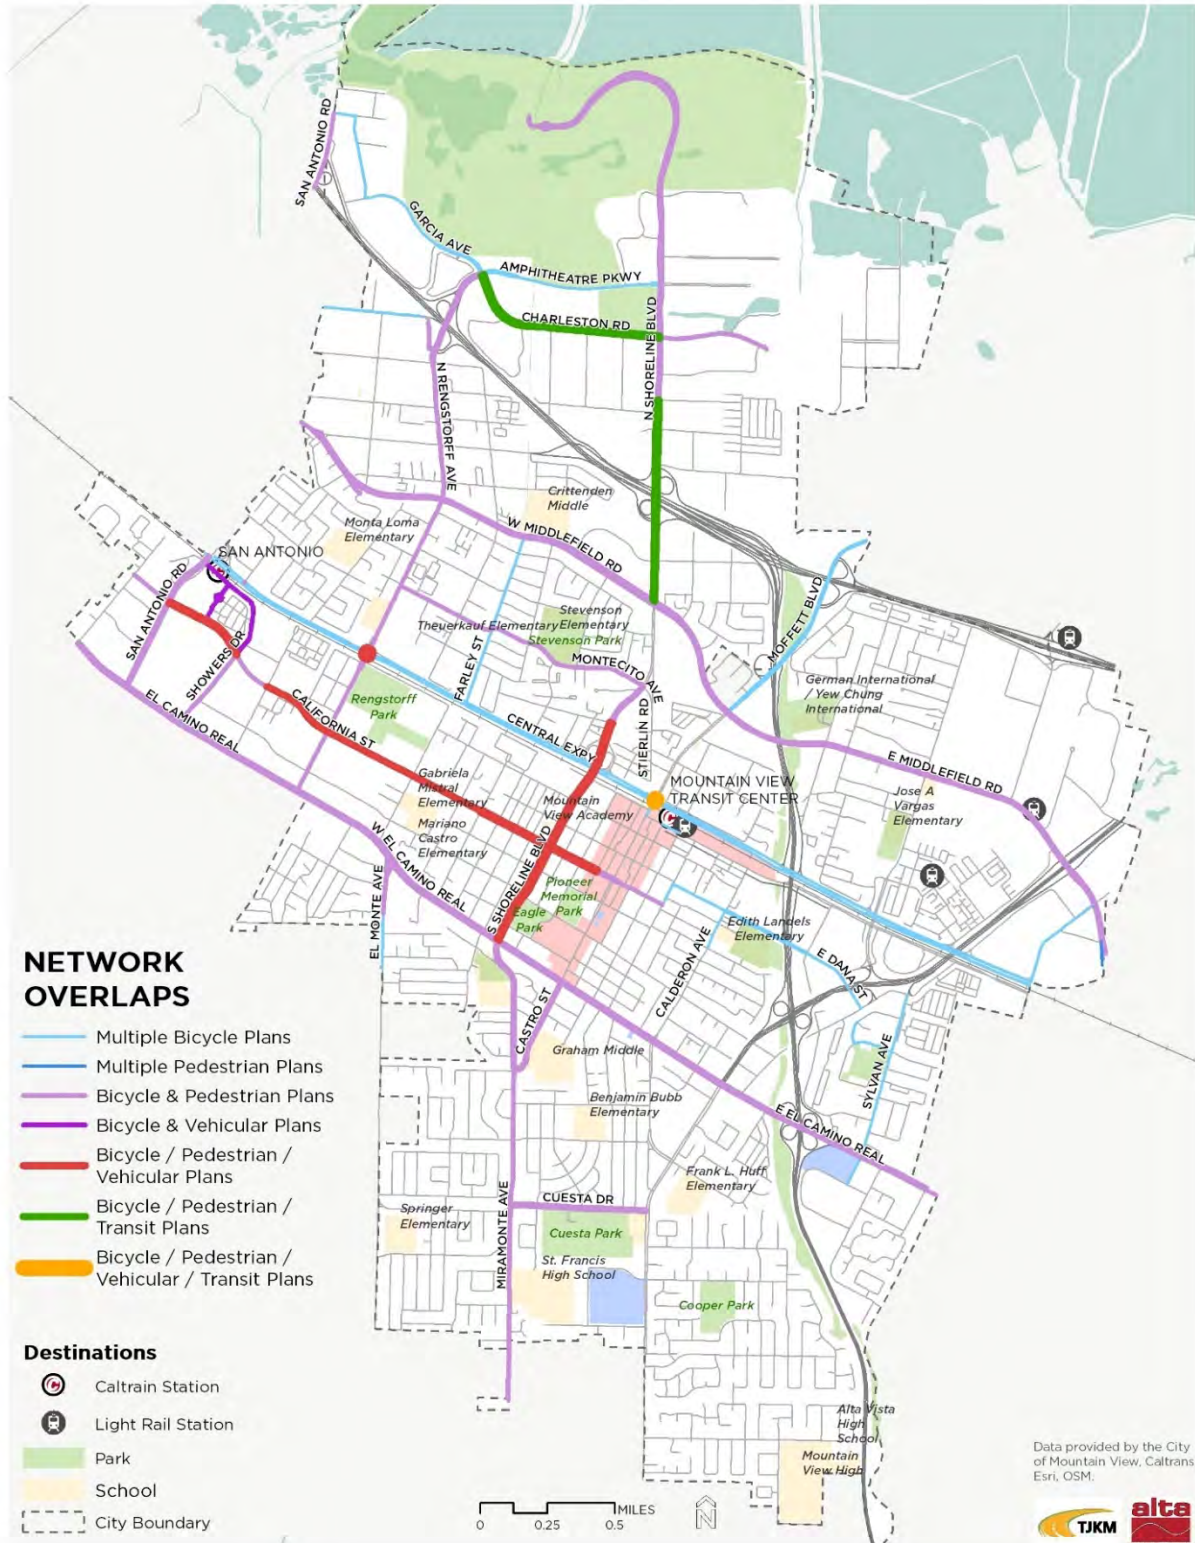 SAN ANTONIO RD
SAN ANTONIO RD
GARCIA AVE
AMPHITHEATRE PKWY
CHARLESTON RD
N SHORELINE BLVD
N RENGSTORFF AVE
Crittenden
Middle
W MIDDLEFIELD RD
Monta Loma
Elementary
SAN ANTONIO
SAN ANTONIO RD
Stevenson
Elementary
Theuerkauf Elementary
Stevenson Park
MOFFETT BLVD
MONTECITO AVE
FARLEY ST
SHOWERS DR
German International
/ Yew Chung
International
Rengstorff
Park
EL CAMINO REAL
CALIFORNIA ST
CENTRAL EXPY
STIERLIN RD
E MIDDLEFIELD RD
MOUNTAIN VIEW
TRANSIT CENTER
Gabriela
Mistral
Elementary
Mariano
Castro
Elementary
Mountain
View Academy
Jose A
Vargas
Elementary
W EL CAMINO REAL
S SHORELINE BLVD
EL MONTE AVE
Pioneer
Memorial
Park
Eagle
Park
Edith Landels
Elementary
CALDERON AVE
E DANA ST
CASTRO ST
Graham Middle
SYLVAN AVE
Benjamin Bubb
Elementary
E EL CAMINO REAL
Frank L. Huff
Elementary
CUESTA DR
Springer
Elementary
Cuesta Park
MIRAMONTE AVE
St. Francis
High School
Cooper Park
Alta Vista
High
School
Mountain
View High
NETWORK
OVERLAPS
Multiple Bicycle Plans
Multiple Pedestrian Plans
Bicycle & Pedestrian Plans
Bicycle & Vehicular Plans
Bicycle / Pedestrian /
Vehicular Plans
Bicycle / Pedestrian /
Transit Plans
Bicycle / Pedestrian /
Vehicular / Transit Plans
Destinations
Caltrain Station
Light Rail Station
Park
School
City Boundary
MILES
0 0.25 0.5
N
Data provided by the City
of Mountain View, Caltrans
Esri, OSM.
TJKM
alta